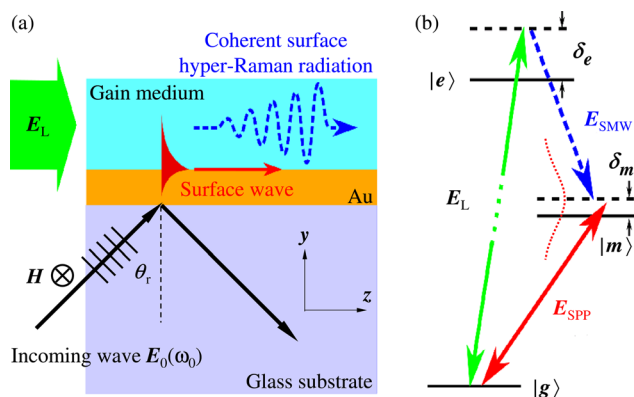 (a)
Coherent surface
hyper-Raman radiation
Gain medium
E_L
Surface wave
Au
H
θ_r
y
z
Incoming wave E_0(ω_0)
Glass substrate
(b)
δ_e
|e⟩
E_SMW
δ_m
E_L
|m⟩
E_SPP
|g⟩